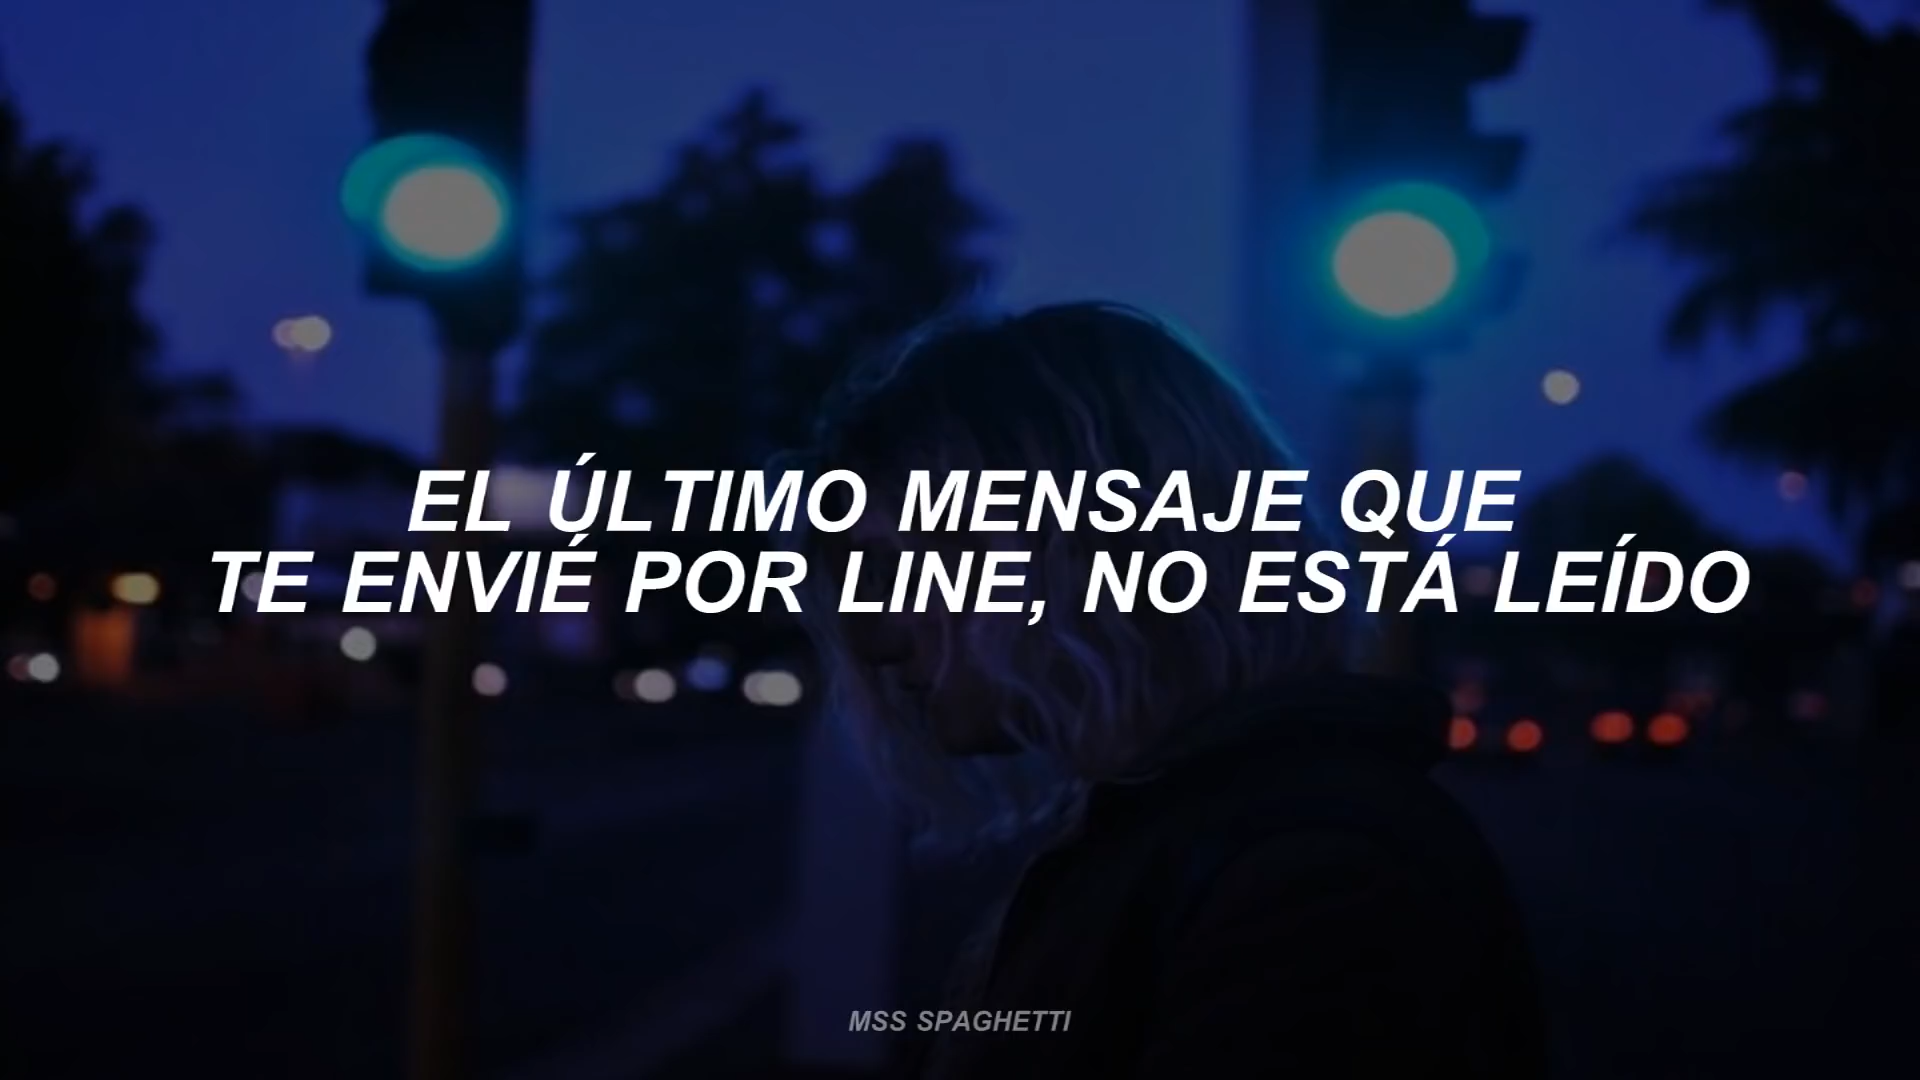 EL ÚLTIMO MENSAJE QUE
TE ENVIÉ POR LINE, NO ESTÁ LEÍDO
MSS SPAGHETTI